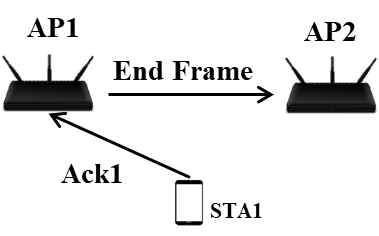 AP1
AP2
End Frame
Ack1
STA1